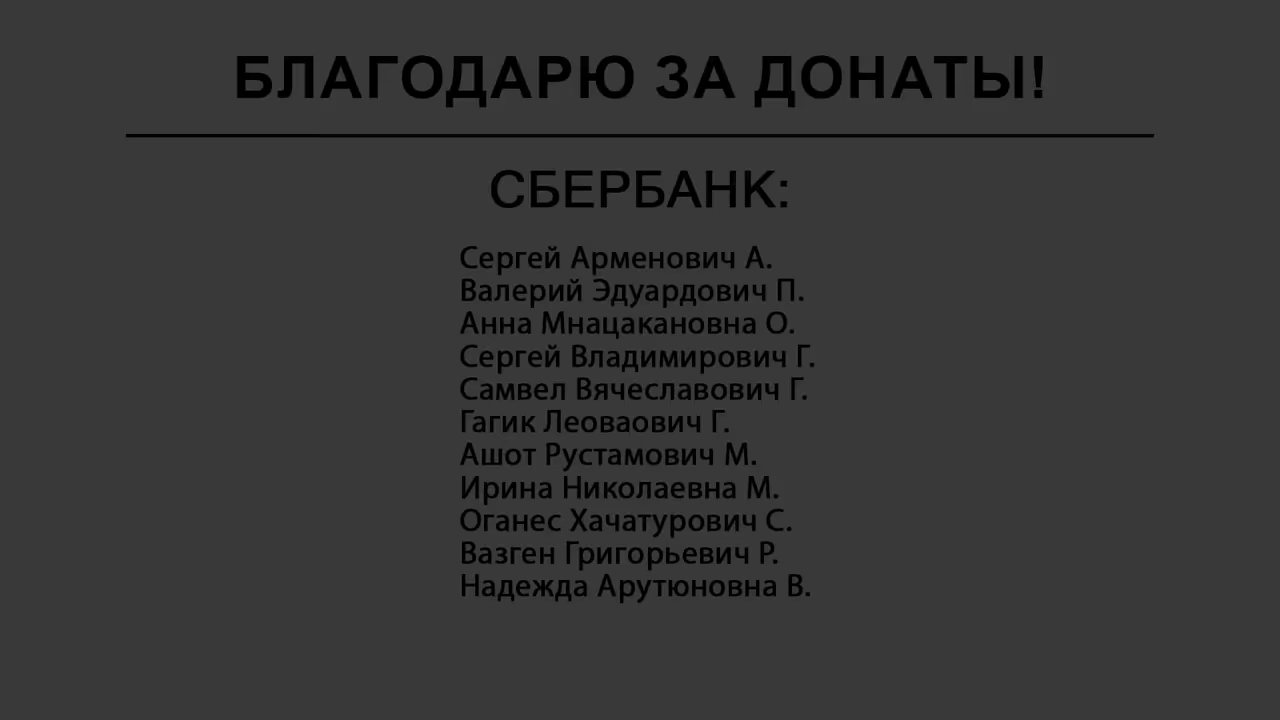 БЛАГОДАРЮ ЗА ДОНАТЫ!
СБЕРБАНК:
Сергей Арменович А.
Валерий Эдуардович П.
Анна Мнацакановна О.
Сергей Владимирович Г.
Самвел Вячеславович Г.
Гагик Леоваович Г.
Ашот Рустамович М.
Ирина Николаевна М.
Оганес Хачатурович С.
Вазген Григорьевич Р.
Надежда Арутюновна В.